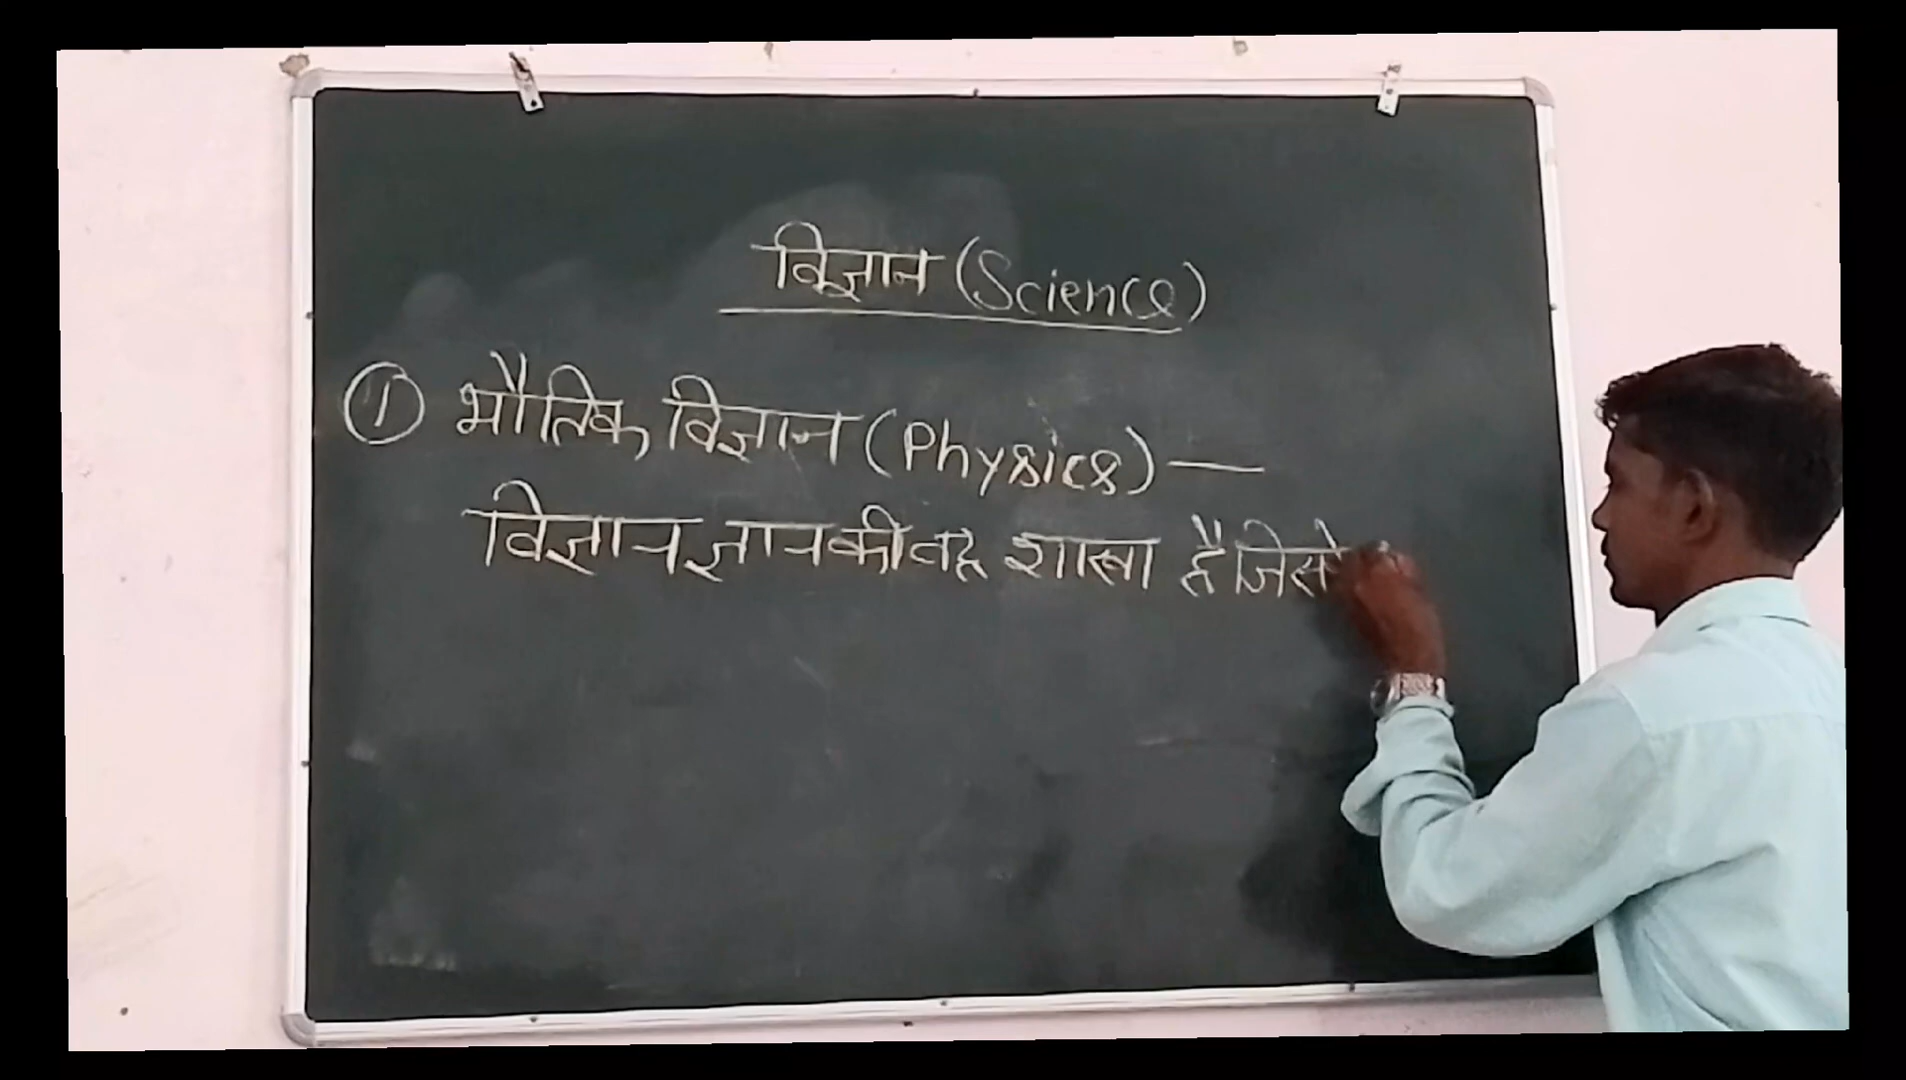 विज्ञान (Science)
① भौतिक विज्ञान (Physics) —
विज्ञान ज्ञान की वह शाखा है जिसे